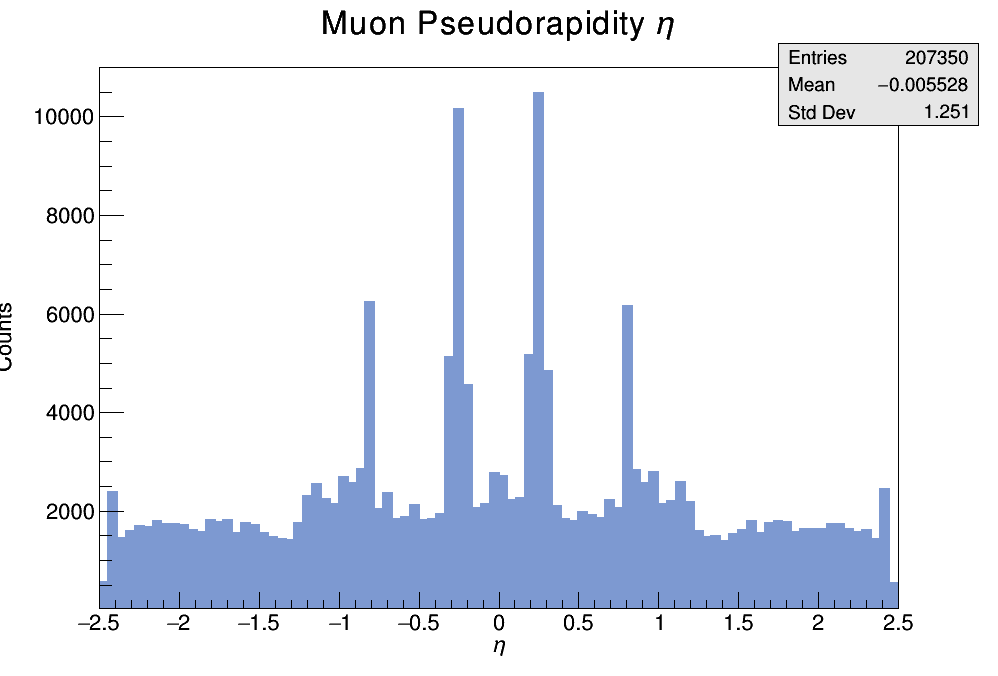 Muon Pseudorapidity η
Entries 207350
Mean −0.005528
Std Dev 1.251
10000
8000
6000
4000
2000
Counts
−2.5 −2 −1.5 −1 −0.5 0 0.5 1 1.5 2 2.5
η